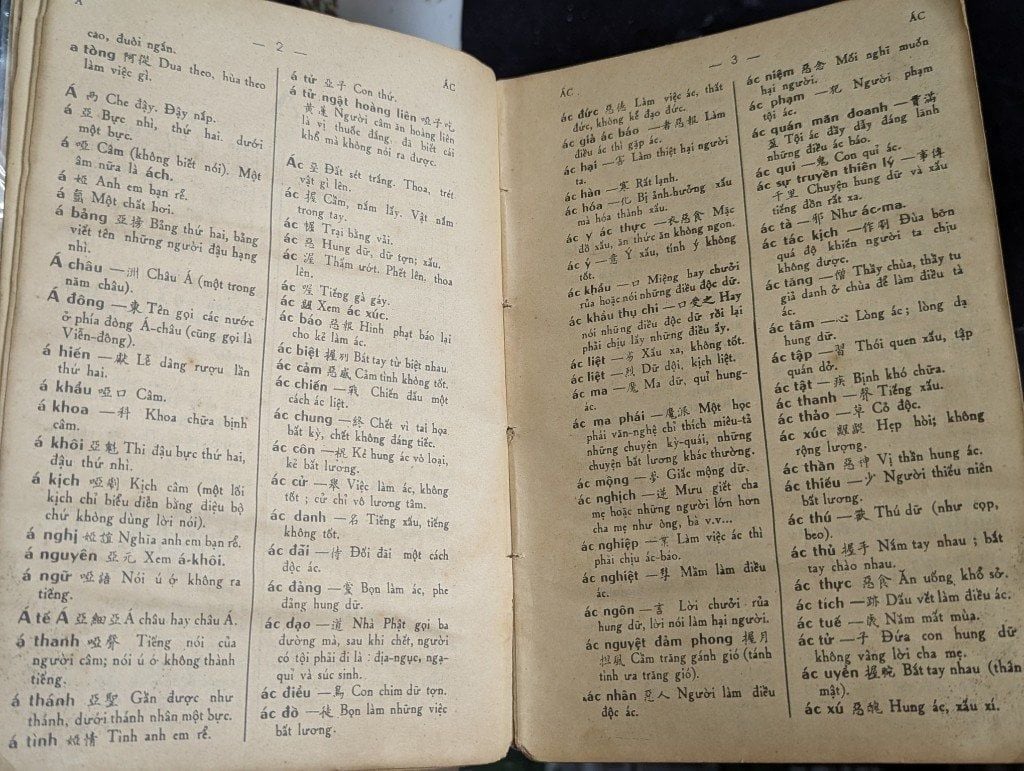 A
— 2 —
ÁC
cao, đuôi ngắn.
a tòng 阿從 Dua theo, hùa theo
làm việc gì.
Á 襾 Che đậy. Đậy nắp.
á 亞 Bực nhì, thứ hai. dưới
một bực.
á 啞 Câm (không biết nói). Một
âm nữa là ách.
á 婭 Anh em bạn rể.
á 氬 Một chất hơi.
á bảng 亞榜 Bảng thứ hai, bảng
viết tên những người đậu hạng
nhì.
Á châu —洲 Châu Á (một trong
năm châu).
Á đông —東 Tên gọi các nước
ở phía đông Á-châu (cũng gọi là
Viễn-đông).
á hiến —獻 Lễ dâng rượu lần
thứ hai.
á khẩu 啞口 Câm.
á khoa —科 Khoa chữa bịnh
câm.
á khôi 亞魁 Thi đậu bực thứ hai,
đậu thứ nhì.
á kịch 啞劇 Kịch câm (một lối
kịch chỉ biểu diễn bằng điệu bộ
chứ không dùng lời nói).
á nghị 婭誼 Nghia anh em bạn rể.
á nguyên 亞元 Xem á-khôi.
á ngữ 啞語 Nói ú ớ không ra
tiếng.
Á tế Á 亞細亞 Á châu hay châu Á.
á thanh 啞聲 Tiếng nói của
người câm; nói ú ớ không thành
tiếng.
á thánh 亞聖 Gần được như
thánh, dưới thánh nhân một bực.
á tình 婭情 Tình anh em rể.
á tử 亞子 Con thứ.
á tử ngật hoàng liên 啞子吃
黃連 Người câm ăn hoàng liên
là vị thuốc đắng, đã biết cái
khổ mà không nói ra được.
Ác 堊 Đất sét trắng. Thoa, trét
vật gì lên.
ác 握 Cầm, nắm lấy. Vật nắm
trong tay.
ác 幄 Trại bằng vải.
ác 惡 Hung dữ, dữ tợn; xấu.
ác 渥 Thấm ướt. Phết lên, thoa
lên.
ác 喔 Tiếng gà gáy.
ác 齷 Xem ác xúc.
ác báo 惡報 Hình phạt báo lại
cho kẻ làm ác.
ác biệt 握別 Bắt tay từ biệt nhau.
ác cảm 惡感 Cảm tình không tốt.
ác chiến —戰 Chiến đấu một
cách ác liệt.
ác chung —終 Chết vì tai họa
bất kỳ, chết không đáng tiếc.
ác côn —棍 Kẻ hung ác vô loại,
kẻ bất lương.
ác cử —舉 Việc làm ác, không
tốt ; cử chỉ vô lương tâm.
ác danh —名 Tiếng xấu, tiếng
không tốt.
ác đãi —待 Đối đãi một cách
độc ác.
ác đảng —黨 Bọn làm ác, phe
đảng hung dữ.
ác đạo —道 Nhà Phật gọi ba
đường mà, sau khi chết, người
có tội phải đi là : địa-ngục, ngạ-
quỉ và súc sinh.
ác điểu —鳥 Con chim dữ tợn.
ác đồ —徒 Bọn làm những việc
bất lương.
ÁC
— 3 —
ÁC
ác đức 惡德 Làm việc ác, thất
đức, không kể đạo đức.
ác giả ác báo —者惡報 Làm
điều ác thì gặp ác.
ác hại —害 Làm thiệt hại người
ta.
ác hàn —寒 Rất lạnh.
ác hóa —化 Bị ảnh-hưởng xấu
mà hóa thành xấu.
ác y ác thực —衣惡食 Mặc
đồ xấu, ăn thức ăn không ngon.
ác ý —意 Ý xấu, tính ý không
tốt.
ác khẩu —口 Miệng hay chưởi
rủa hoặc nói những điều độc dữ.
ác khẩu thụ chi —口受之 Hay
nói những điều độc dữ rồi lại
phải chịu lấy những điều ấy.
ác liệt —劣 Xấu xa, không tốt.
ác liệt —烈 Dữ dội, kịch liệt.
ác ma —魔 Ma dữ, quỉ hung-
ác.
ác ma phái —魔派 Một học
phái văn-nghệ chỉ thích miêu-tả
những chuyện kỳ-quái, những
chuyện bất lương khác thường.
ác mộng —夢 Giấc mộng dữ.
ác nghịch —逆 Mưu giết cha
mẹ hoặc những người lớn hơn
cha mẹ như ông, bà v.v...
ác nghiệp —業 Làm việc ác thì
phải chịu ác-báo.
ác nghiệt —孽 Mầm làm điều
ác.
ác ngôn —言 Lời chưởi rủa
hung dữ, lời nói làm hại người.
ác nguyệt đảm phong 握月
担風 Cầm trăng gánh gió (tánh
tình ưa trăng gió).
ác nhân 惡人 Người làm điều
độc ác.
ác niệm 惡念 Mối nghĩ muốn
hại người.
ác phạm —犯 Người phạm
tội ác.
ác quán mãn doanh —貫滿
盈 Tội ác đầy dẫy đáng lãnh
những điều ác báo.
ác quỉ —鬼 Con quỉ ác.
ác sự truyền thiên lý —事傳
千里 Chuyện hung dữ và xấu
tiếng đồn rất xa.
ác tà —邪 Như ác-ma.
ác tác kịch —作劇 Đùa bỡn
quá độ khiến người ta chịu
không được.
ác tăng —僧 Thầy chùa, thầy tu
giả danh ở chùa để làm điều tà
ác.
ác tâm —心 Lòng ác; lòng dạ
hung dữ.
ác tập —習 Thói quen xấu, tập
quán dở.
ác tật —疾 Bịnh khó chữa.
ác thanh —聲 Tiếng xấu.
ác thảo —草 Cỏ độc.
ác xúc 齷齪 Hẹp hòi; không
rộng lượng.
ác thần 惡神 Vị thần hung ác.
ác thiếu —少 Người thiếu niên
bất lương.
ác thú —獸 Thú dữ (như cọp,
beo).
ác thủ 握手 Nắm tay nhau ; bắt
tay chào nhau.
ác thực 惡食 Ăn uống khổ sở.
ác tích —跡 Dấu vết làm điều ác.
ác tuế —歲 Năm mất mùa.
ác tử —子 Đứa con hung dữ
không vâng lời cha mẹ.
ác uyển 握腕 Bắt tay nhau (thân
mật).
ác xú 惡醜 Hung ác, xấu xí.